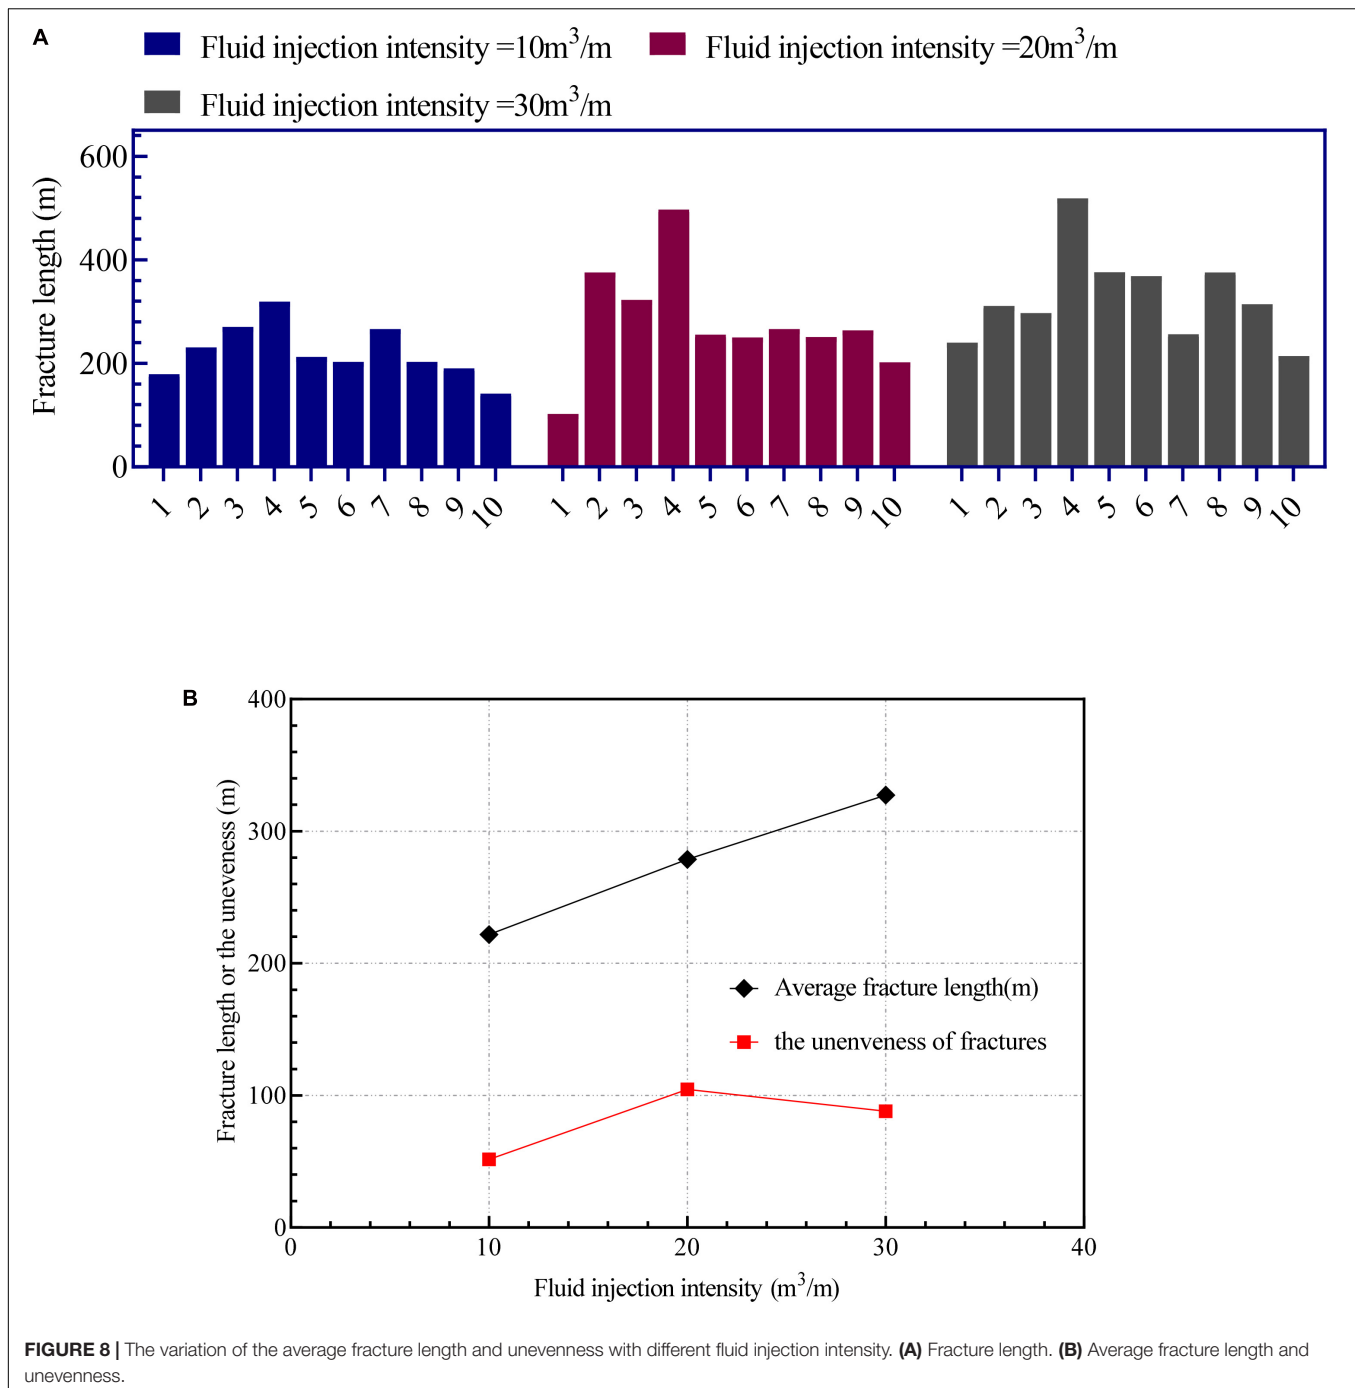 A
Fluid injection intensity =10m³/m
Fluid injection intensity =20m³/m
Fluid injection intensity =30m³/m
Fracture length (m)
600
400
200
0
1 2 3 4 5 6 7 8 9 10 1 2 3 4 5 6 7 8 9 10 1 2 3 4 5 6 7 8 9 10
B
Fracture length or the uneveness (m)
400
300
200
100
0
Average fracture length(m)
the unenveness of fractures
0 10 20 30 40
Fluid injection intensity (m³/m)
FIGURE 8 | The variation of the average fracture length and unevenness with different fluid injection intensity. (A) Fracture length. (B) Average fracture length and
unevenness.